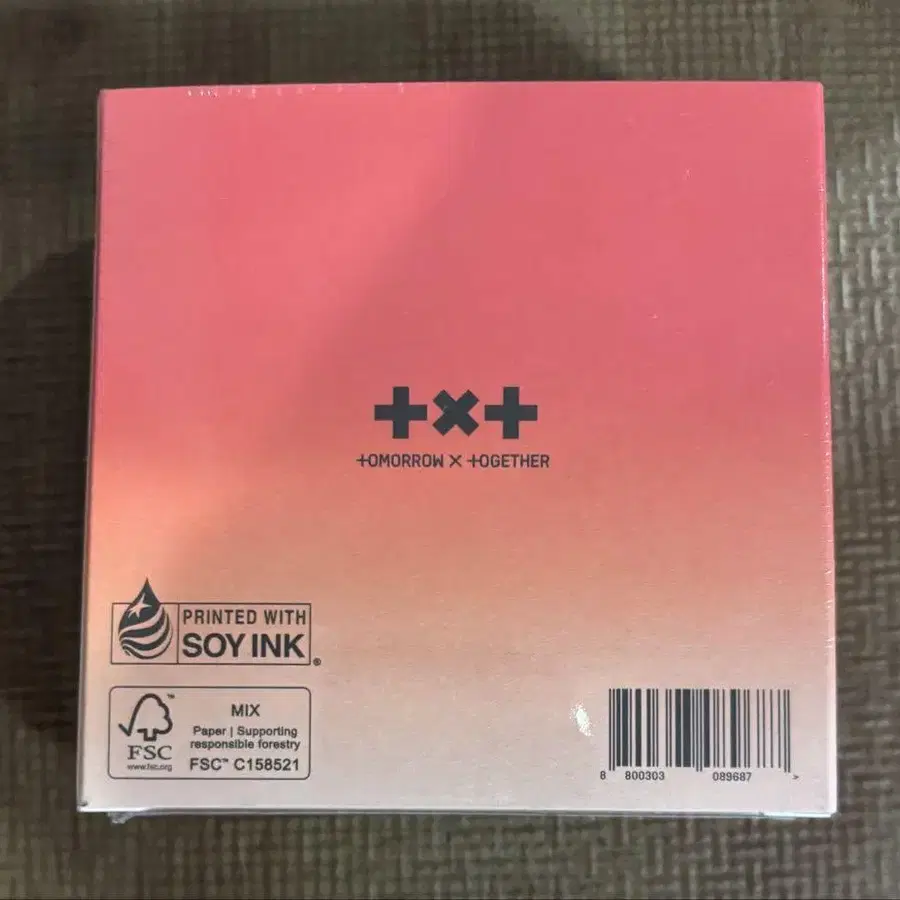 +×+
TOMORROW × TOGETHER
PRINTED WITH
SOY INK®
FSC
www.fsc.org
MIX
Paper | Supporting
responsible forestry
FSC™ C158521
8 800303 089687 >